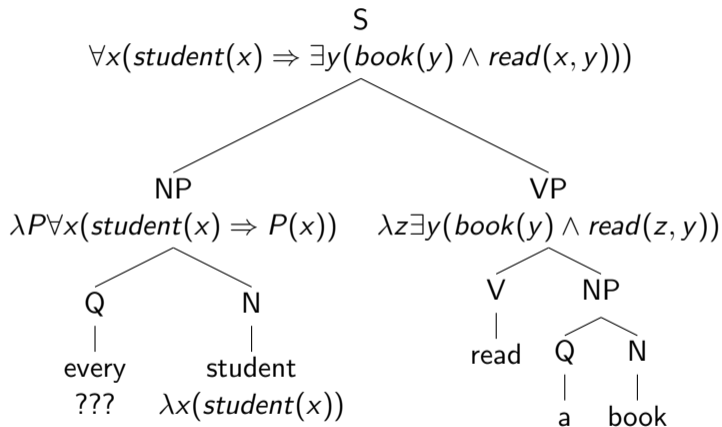 S
∀x(student(x) ⇒ ∃y(book(y) ∧ read(x, y)))
NP VP
λP∀x(student(x) ⇒ P(x)) λz∃y(book(y) ∧ read(z, y))
Q N V NP
every student read Q N
??? λx(student(x)) a book